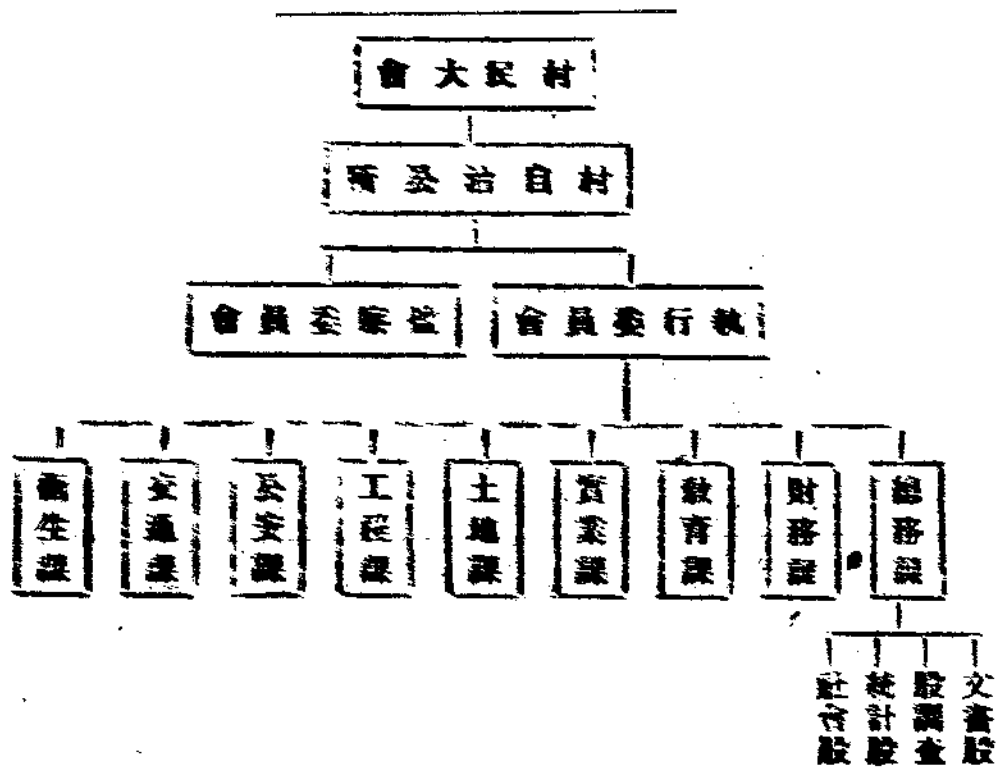 村民大會
村自治公所
執行委員會
監察委員會
總務課
財務課
教育課
實業課
土地課
工程課
公安課
交通課
衞生課
文書股
股調查
統計股
社會股